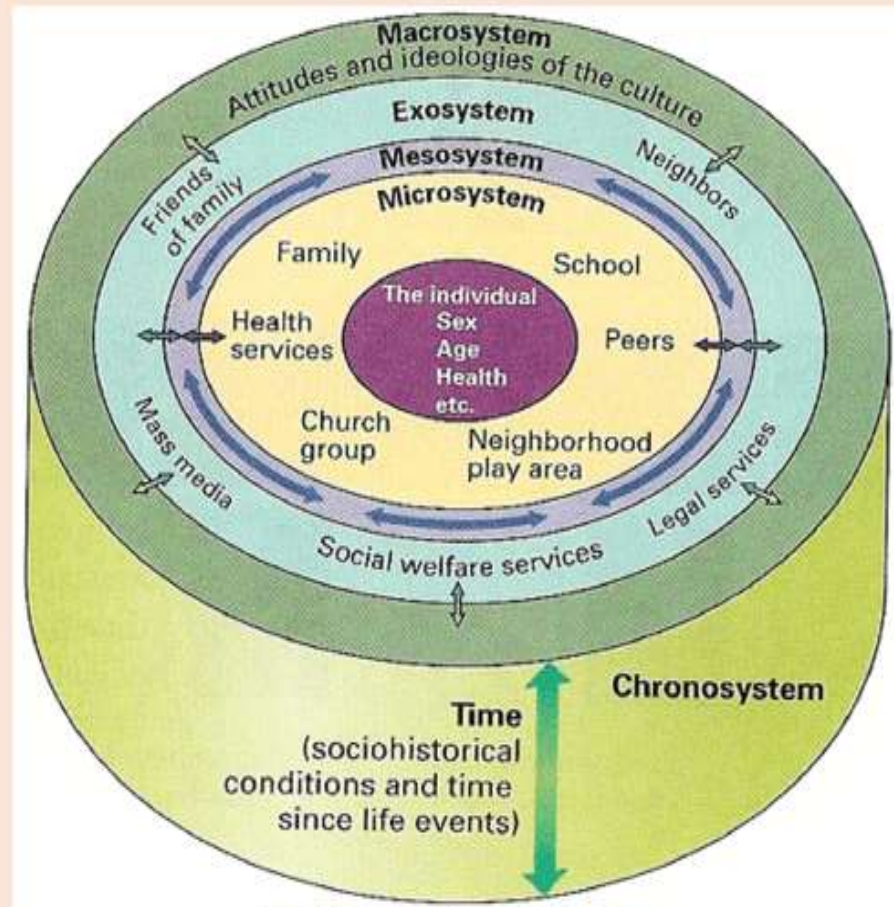 Macrosystem
Attitudes and ideologies of the culture
Exosystem
Mesosystem
Microsystem
Friends
of family
Neighbors
Family
School
The individual
Sex
Age
Health
etc.
Health
services
Peers
Church
group
Neighborhood
play area
Mass media
Legal services
Social welfare services
Chronosystem
Time
(sociohistorical
conditions and time
since life events)